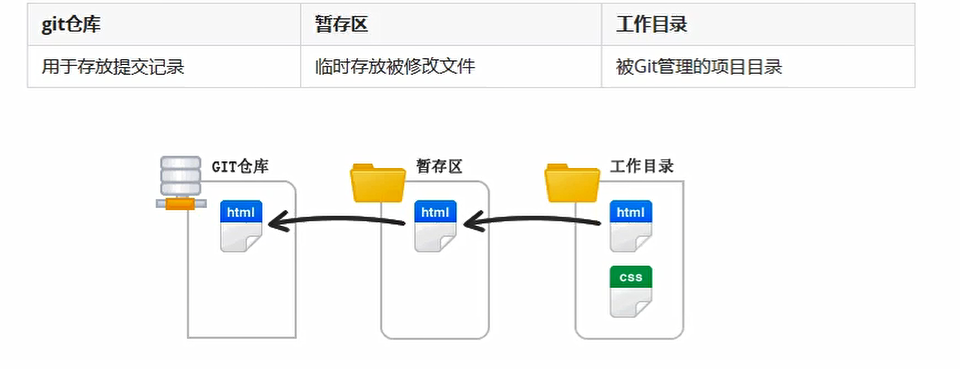 git仓库 暂存区 工作目录
用于存放提交记录 临时存放被修改文件 被Git管理的项目目录
GIT仓库 暂存区 工作目录
html html html
css